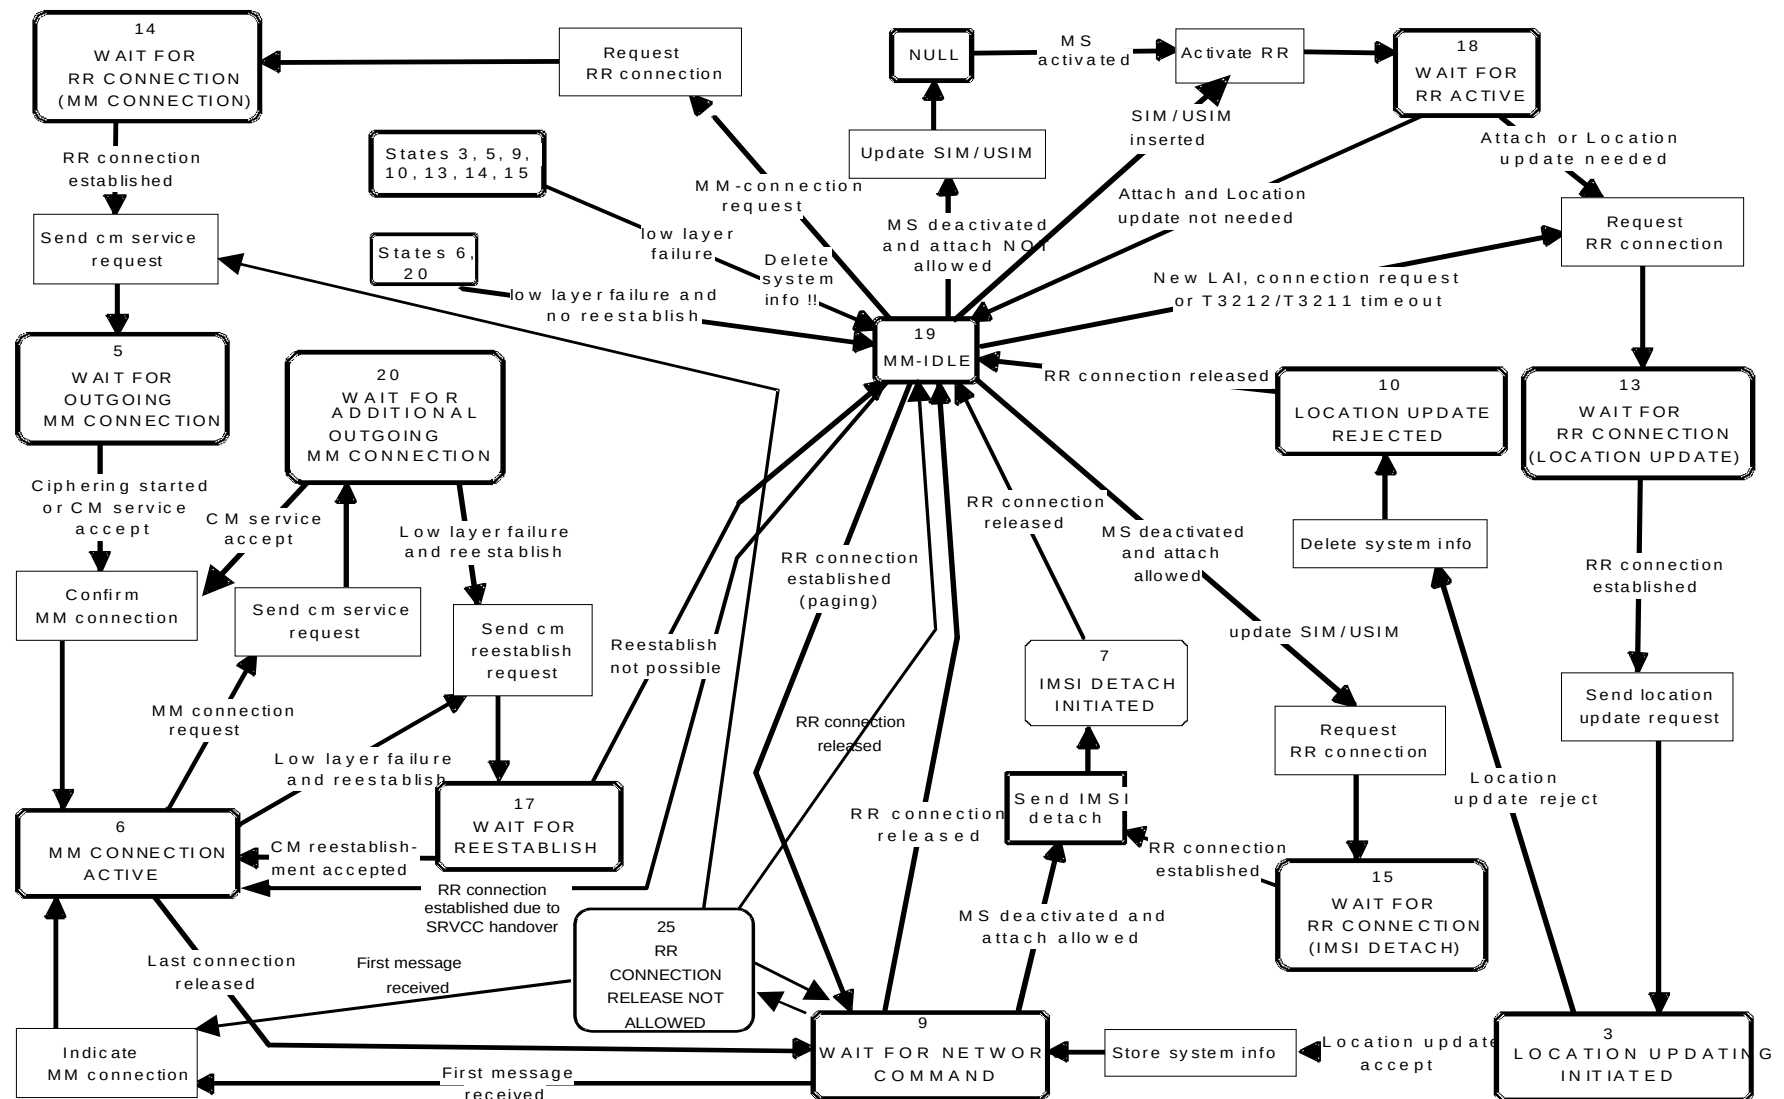 14
WAIT FOR
RR CONNECTION
(MM CONNECTION)
Request
RR connection
NULL
MS
activated
Activate RR
18
WAIT FOR
RR ACTIVE
RR connection
established
States 3, 5, 9,
10, 13, 14, 15
Update SIM/USIM
SIM/USIM
inserted
Attach or Location
update needed
MM-connection
request
Attach and Location
update not needed
Send cm service
request
States 6,
20
low layer
failure
Delete
system
info !!
MS deactivated
and attach NOT
allowed
Request
RR connection
low layer failure and
no reestablish
New LAI, connection request
or T3212/T3211 timeout
19
MM-IDLE
5
WAIT FOR
OUTGOING
MM CONNECTION
20
WAIT FOR
ADDITIONAL
OUTGOING
MM CONNECTION
RR connection released
10
LOCATION UPDATE
REJECTED
13
WAIT FOR
RR CONNECTION
(LOCATION UPDATE)
Ciphering started
or CM service
accept
CM service
accept
Low layer failure
and reestablish
RR connection
released
RR connection
established
(paging)
MS deactivated
and attach
allowed
Delete system info
RR connection
established
Confirm
MM connection
Send cm service
request
Send cm
reestablish
request
Reestablish
not possible
update SIM/USIM
7
IMSI DETACH
INITIATED
MM connection
request
RR connection
released
Request
RR connection
Send location
update request
Low layer failure
and reestablish
17
WAIT FOR
REESTABLISH
RR connection
released
Send IMSI
detach
Location
update reject
6
MM CONNECTION
ACTIVE
CM reestablish-
ment accepted
RR connection
established
15
WAIT FOR
RR CONNECTION
(IMSI DETACH)
RR connection
established due to
SRVCC handover
MS deactivated and
attach allowed
25
RR
CONNECTION
RELEASE NOT
ALLOWED
Last connection
released
First message
received
Indicate
MM connection
First message
received
9
WAIT FOR NETWOR
COMMAND
Store system info
Location update
accept
3
LOCATION UPDATING
INITIATED